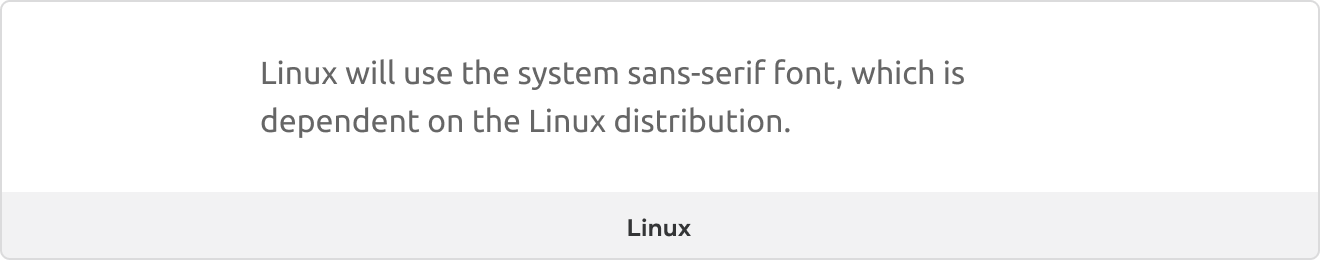 Linux will use the system sans-serif font, which is
dependent on the Linux distribution.
Linux